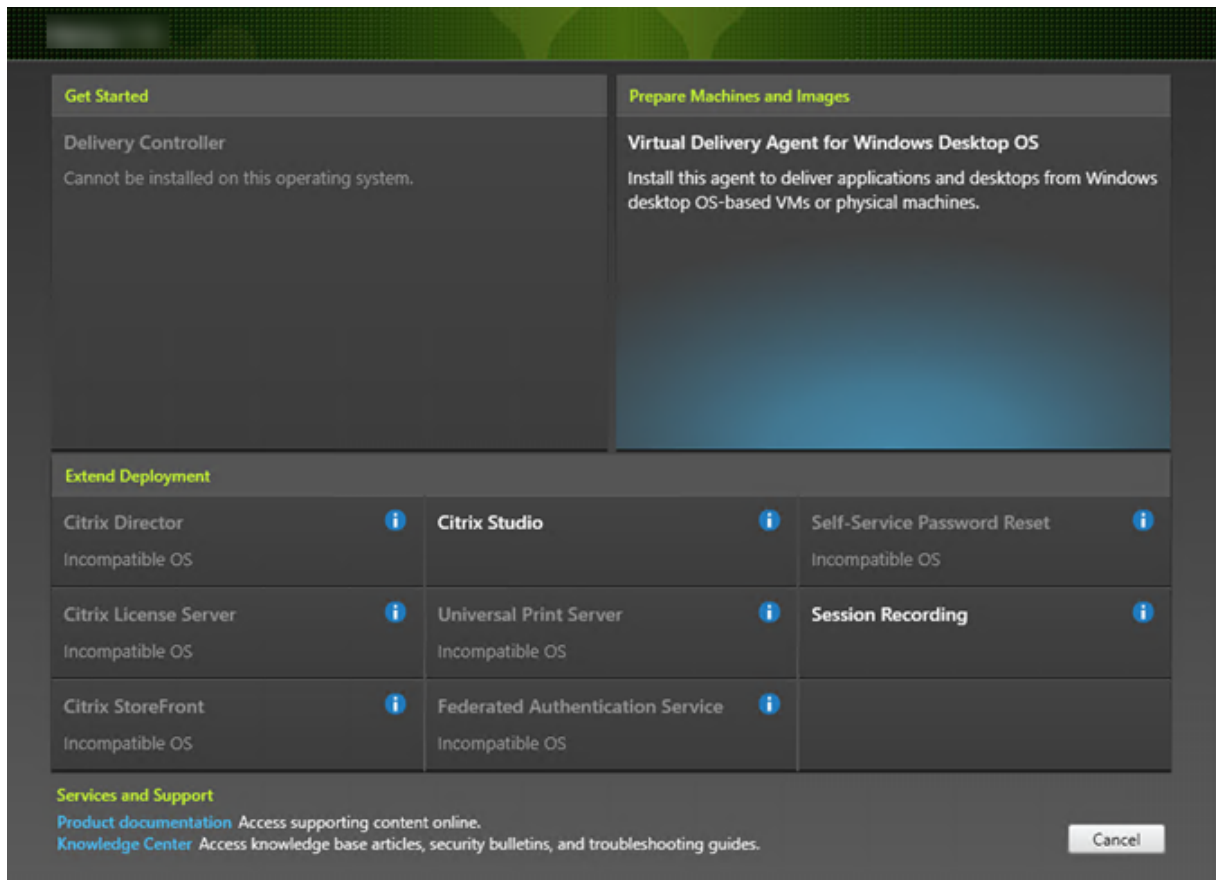 Get Started
Delivery Controller
Cannot be installed on this operating system.
Prepare Machines and Images
Virtual Delivery Agent for Windows Desktop OS
Install this agent to deliver applications and desktops from Windows
desktop OS-based VMs or physical machines.
Extend Deployment
Citrix Director
Incompatible OS
Citrix Studio
Self-Service Password Reset
Incompatible OS
Citrix License Server
Incompatible OS
Universal Print Server
Incompatible OS
Session Recording
Citrix StoreFront
Incompatible OS
Federated Authentication Service
Incompatible OS
Services and Support
Product documentation Access supporting content online.
Knowledge Center Access knowledge base articles, security bulletins, and troubleshooting guides.
Cancel